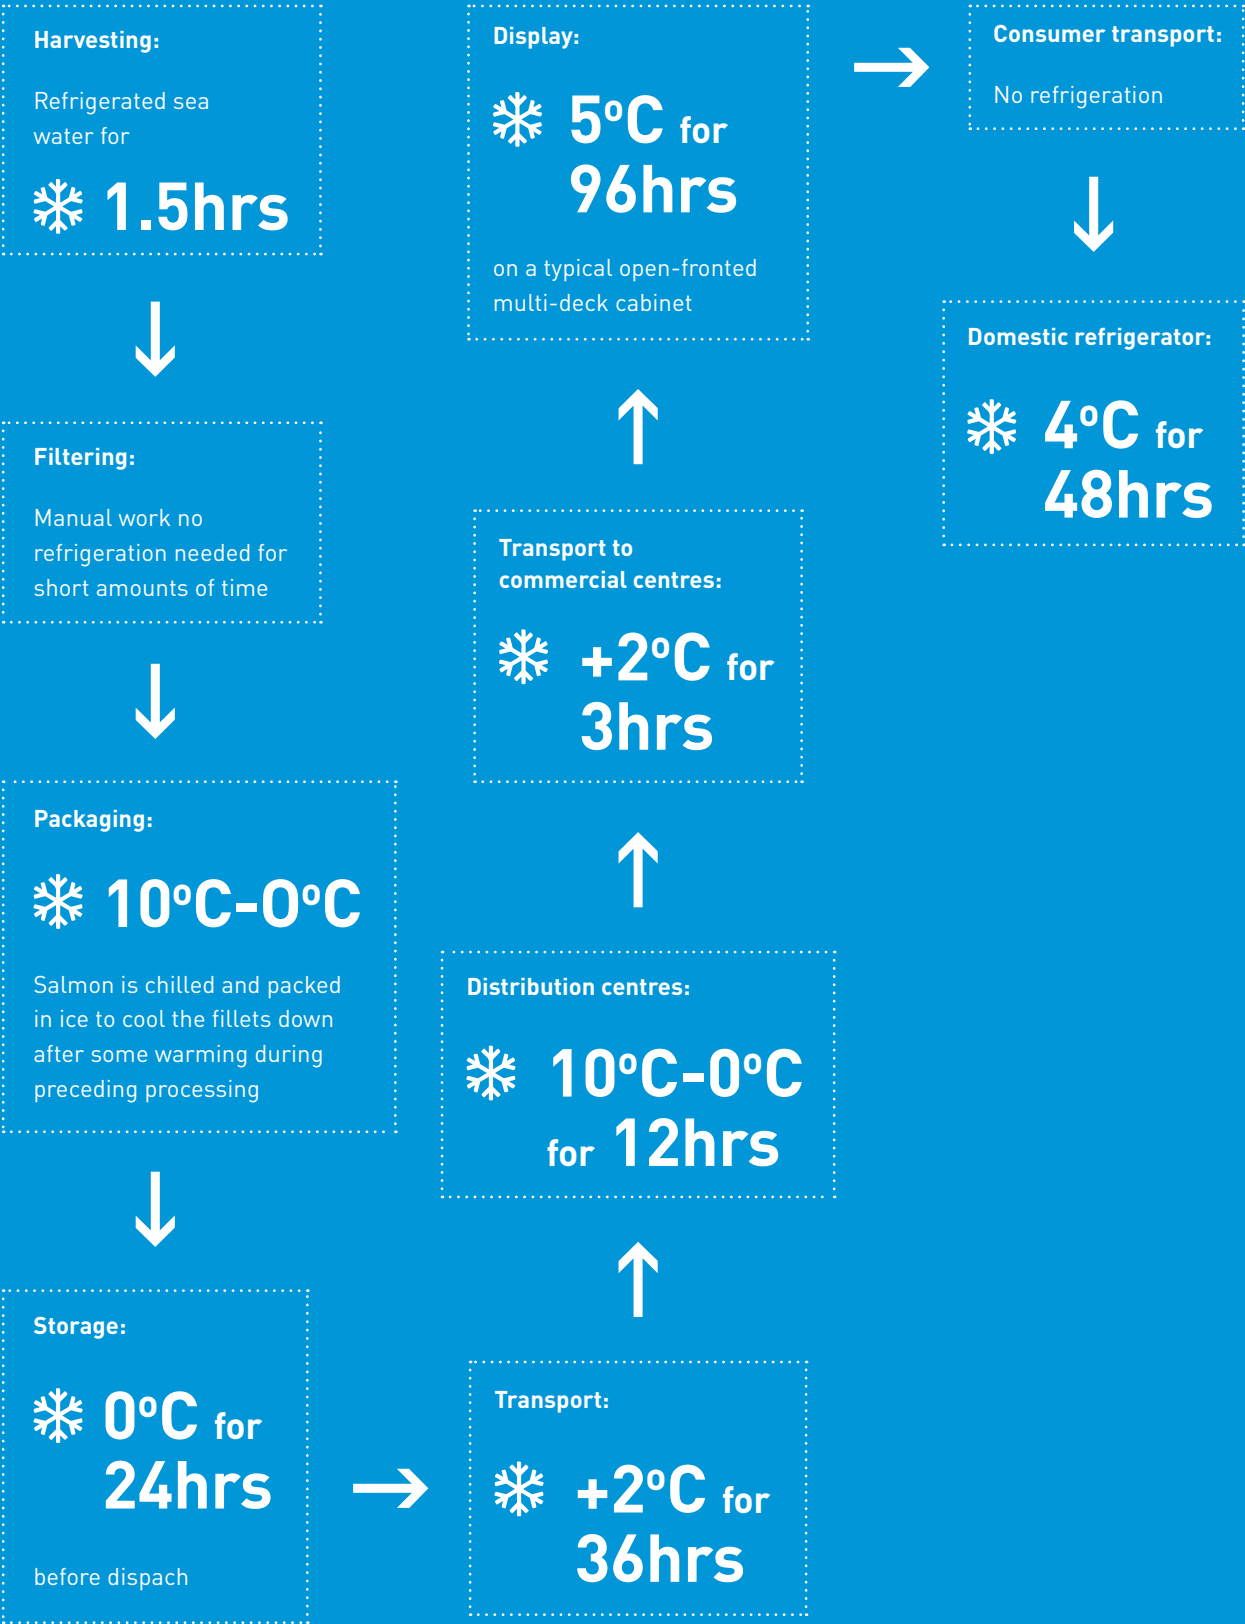 Harvesting:
Refrigerated sea
water for
1.5hrs
Filtering:
Manual work no
refrigeration needed for
short amounts of time
Packaging:
10ºC-0ºC
Salmon is chilled and packed
in ice to cool the fillets down
after some warming during
preceding processing
Storage:
0ºC for
24hrs
before dispach
Transport:
+2ºC for
36hrs
Distribution centres:
10ºC-0ºC
for 12hrs
Transport to
commercial centres:
+2ºC for
3hrs
Display:
5ºC for
96hrs
on a typical open-fronted
multi-deck cabinet
Consumer transport:
No refrigeration
Domestic refrigerator:
4ºC for
48hrs